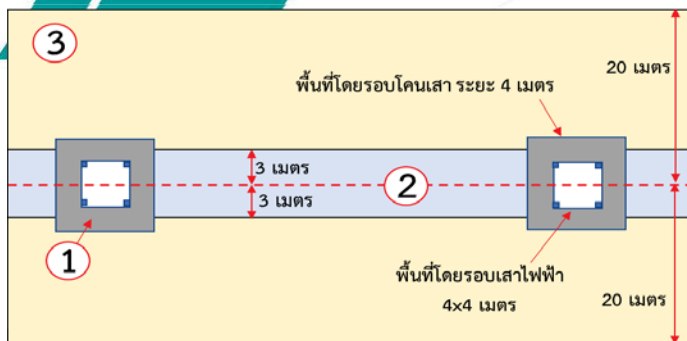 3
20 เมตร
พื้นที่โดยรอบโคนเสา ระยะ 4 เมตร
3 เมตร
2
3 เมตร
1
พื้นที่โดยรอบเสาไฟฟ้า
4x4 เมตร
20 เมตร